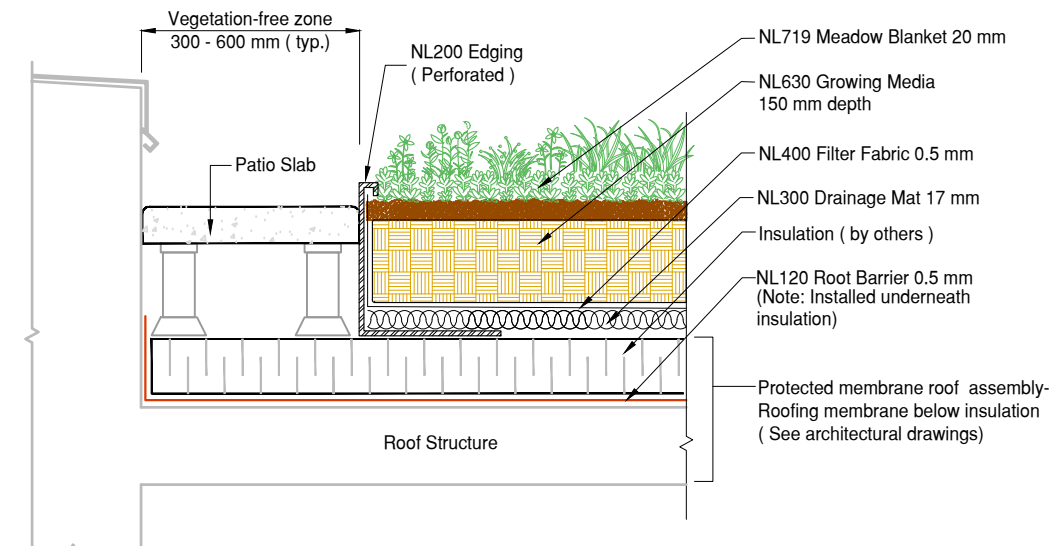 Vegetation-free zone
300 - 600 mm ( typ.)
NL200 Edging
( Perforated )
Patio Slab
NL719 Meadow Blanket 20 mm
NL630 Growing Media
150 mm depth
NL400 Filter Fabric 0.5 mm
NL300 Drainage Mat 17 mm
Insulation ( by others )
NL120 Root Barrier 0.5 mm
(Note: Installed underneath
insulation)
Protected membrane roof assembly-
Roofing membrane below insulation
( See architectural drawings)
Roof Structure